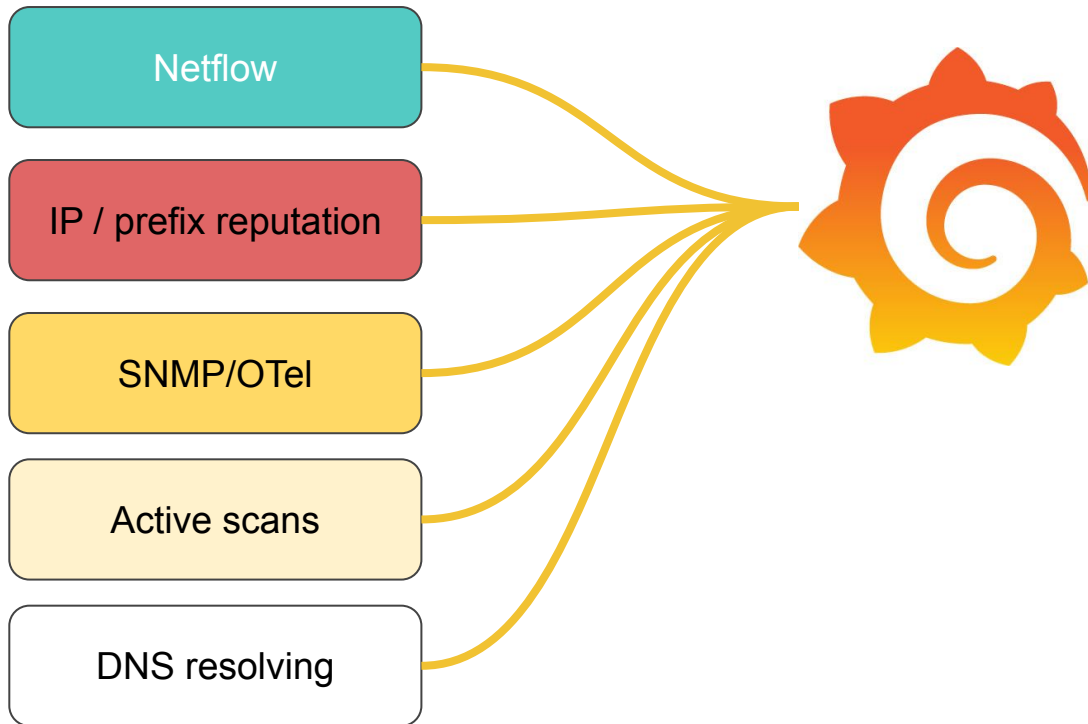 Netflow
IP / prefix reputation
SNMP/OTel
Active scans
DNS resolving